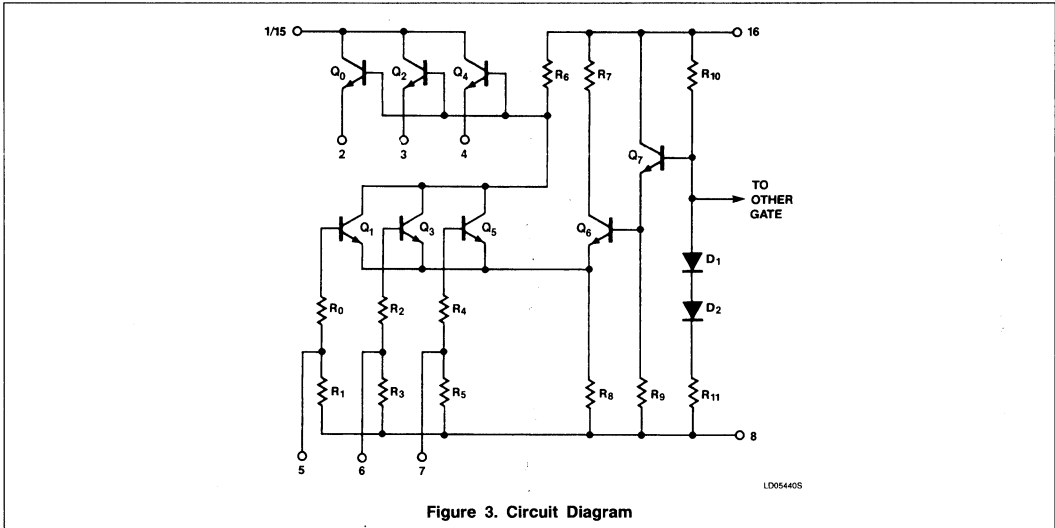 1/15
16
Q0
Q2
Q4
R6
R7
R10
2
3
4
Q7
TO
OTHER
GATE
Q1
Q3
Q5
Q6
D1
D2
R0
R2
R4
R1
R3
R5
R8
R9
R11
8
5
6
7
LD05440S
Figure 3. Circuit Diagram